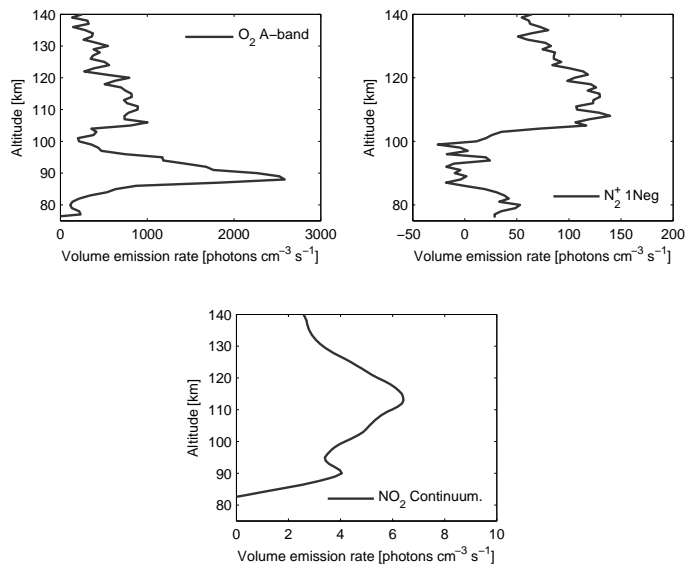 140
130
120
110
100
90
80
Altitude [km]
0 1000 2000 3000
Volume emission rate [photons cm⁻³ s⁻¹]
O₂ A-band
140
130
120
110
100
90
80
Altitude [km]
−50 0 50 100 150 200
Volume emission rate [photons cm⁻³ s⁻¹]
N₂⁺ 1Neg
140
130
120
110
100
90
80
Altitude [km]
0 2 4 6 8 10
Volume emission rate [photons cm⁻³ s⁻¹]
NO₂ Continuum.